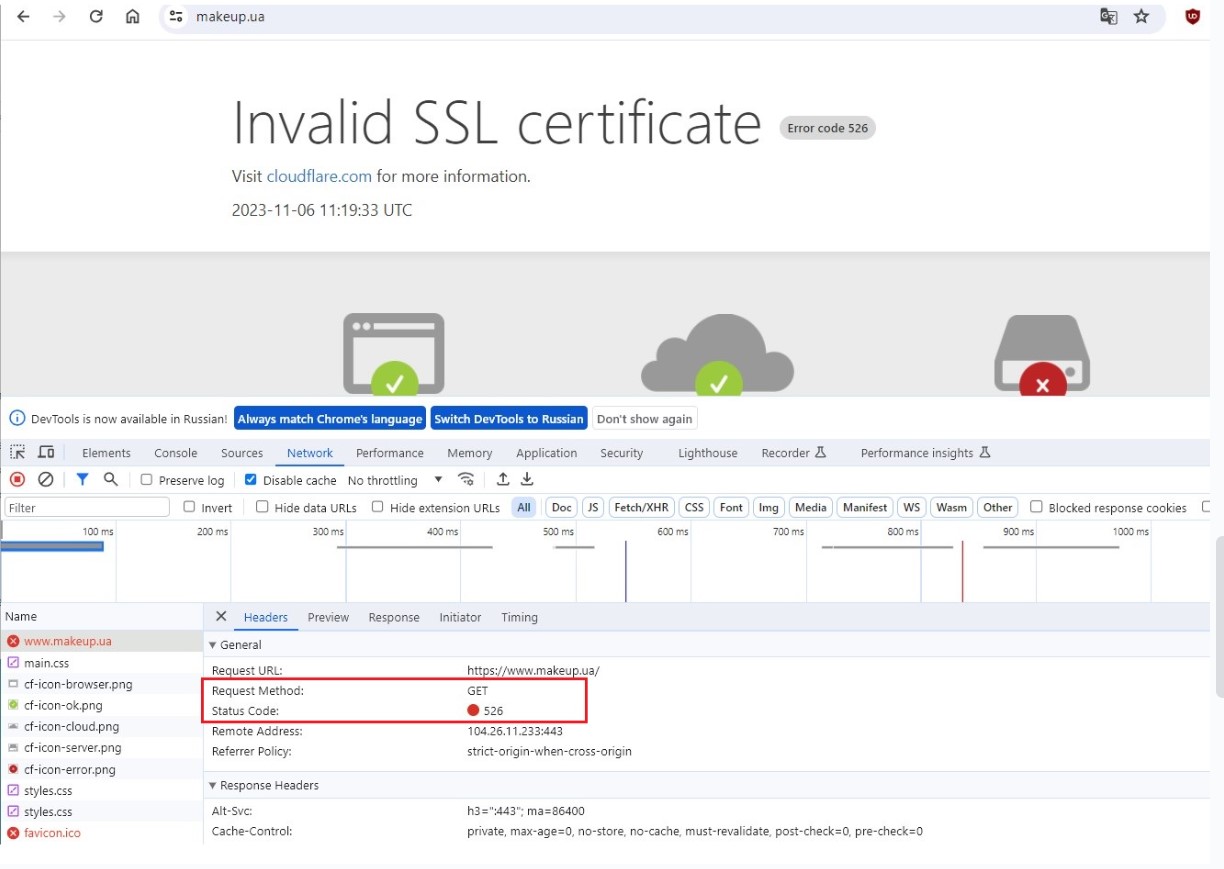 makeup.ua
Invalid SSL certificate Error code 526
Visit cloudflare.com for more information.
2023-11-06 11:19:33 UTC
DevTools is now available in Russian! Always match Chrome's language Switch DevTools to Russian Don't show again
Elements Console Sources Network Performance Memory Application Security Lighthouse Recorder Performance insights
Preserve log Disable cache No throttling
Filter Invert Hide data URLs Hide extension URLs All Doc JS Fetch/XHR CSS Font Img Media Manifest WS Wasm Other Blocked response cookies
100 ms 200 ms 300 ms 400 ms 500 ms 600 ms 700 ms 800 ms 900 ms 1000 ms
Name Headers Preview Response Initiator Timing
www.makeup.ua General
main.css Request URL: https://www.makeup.ua/
cf-icon-browser.png Request Method: GET
cf-icon-ok.png Status Code: 526
cf-icon-cloud.png Remote Address: 104.26.11.233:443
cf-icon-server.png Referrer Policy: strict-origin-when-cross-origin
cf-icon-error.png
styles.css Response Headers
styles.css Alt-Svc: h3=":443"; ma=86400
favicon.ico Cache-Control: private, max-age=0, no-store, no-cache, must-revalidate, post-check=0, pre-check=0